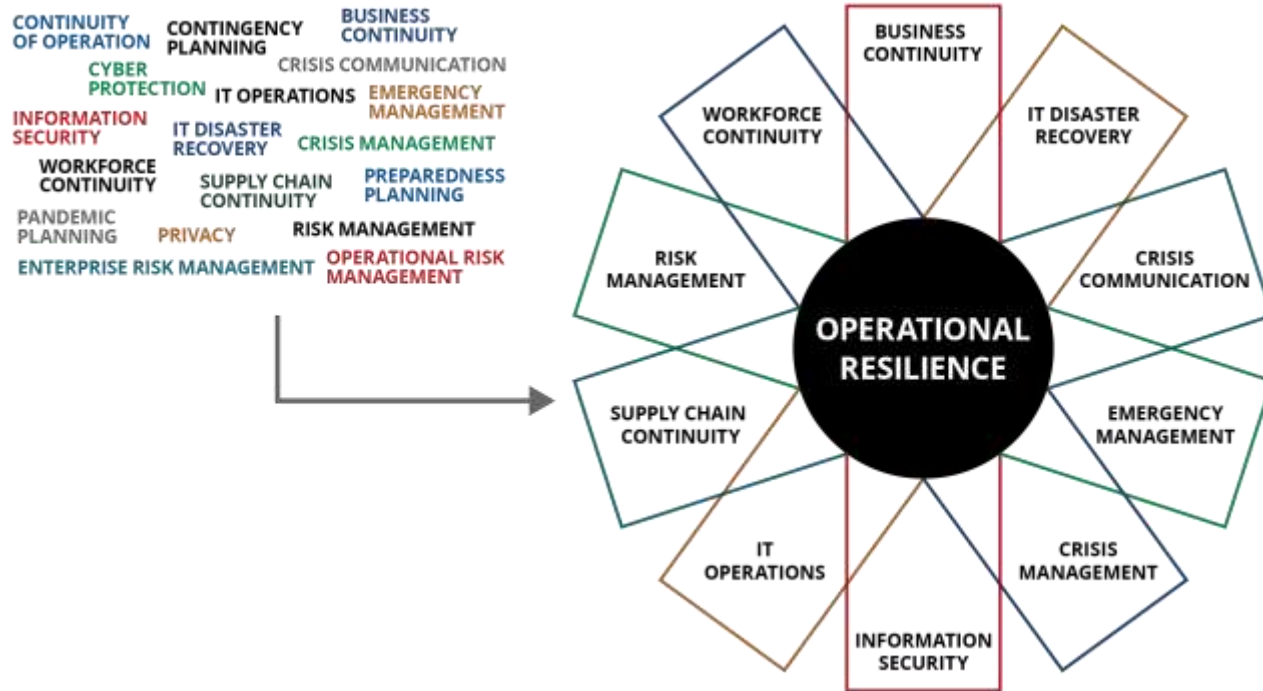 CONTINUITY
OF OPERATION
CONTINGENCY
PLANNING
BUSINESS
CONTINUITY
CYBER
PROTECTION
CRISIS COMMUNICATION
IT OPERATIONS
EMERGENCY
MANAGEMENT
INFORMATION
SECURITY
IT DISASTER
RECOVERY
CRISIS MANAGEMENT
WORKFORCE
CONTINUITY
SUPPLY CHAIN
CONTINUITY
PREPAREDNESS
PLANNING
PANDEMIC
PLANNING
PRIVACY
RISK MANAGEMENT
ENTERPRISE RISK MANAGEMENT
OPERATIONAL RISK
MANAGEMENT
BUSINESS
CONTINUITY
IT DISASTER
RECOVERY
CRISIS
COMMUNICATION
EMERGENCY
MANAGEMENT
CRISIS
MANAGEMENT
INFORMATION
SECURITY
IT
OPERATIONS
SUPPLY CHAIN
CONTINUITY
RISK
MANAGEMENT
WORKFORCE
CONTINUITY
OPERATIONAL
RESILIENCE